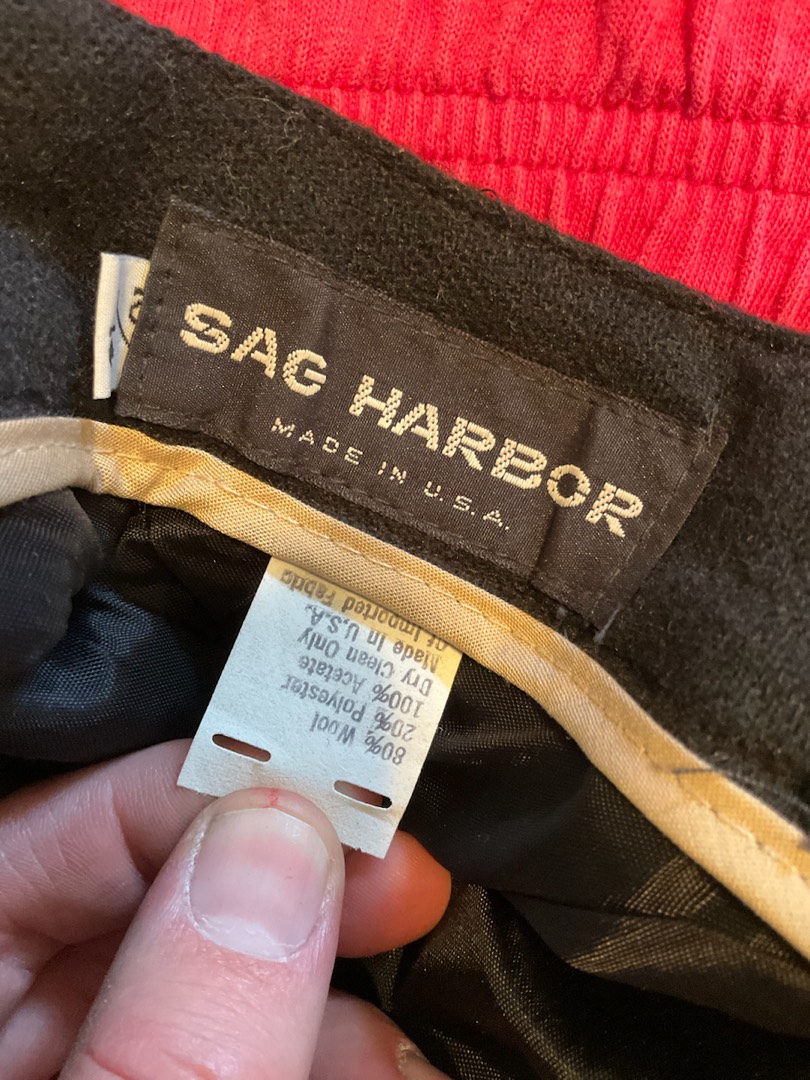 SAG HARBOR
MADE IN U.S.A.
80% Wool
20% Polyester
100% Acetate
Dry Clean Only
Made In U.S.A.
Of Imported Fabric